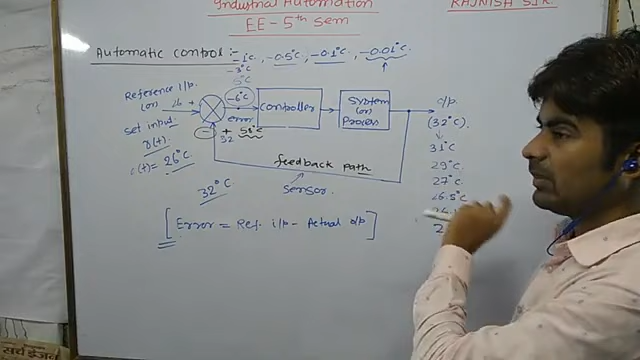 Industrial Automation
EE - 5th sem
RAJNISH SIR
Automatic control :- -1°c, -0.5°c, -0.1°c, -0.01°c
-3°c
5°c
-6°c
Reference i/p
(or) 26 +
set input
r(t).
r(t) = 26°c
error
- + 32
Controller
System
(or)
Process
o/p.
(32°c).
31°c
29°c
27°c
26.5°c
feedback path
sensor
32°c
[Error = Ref. i/p - Actual o/p]